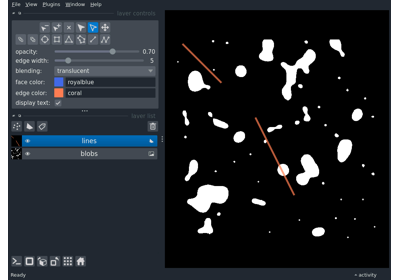 File View Plugins Window Help
layer controls
opacity: 0.70
edge width: 5
blending: translucent
face color: royalblue
edge color: coral
display text:
layer list
lines
blobs
Ready
activity